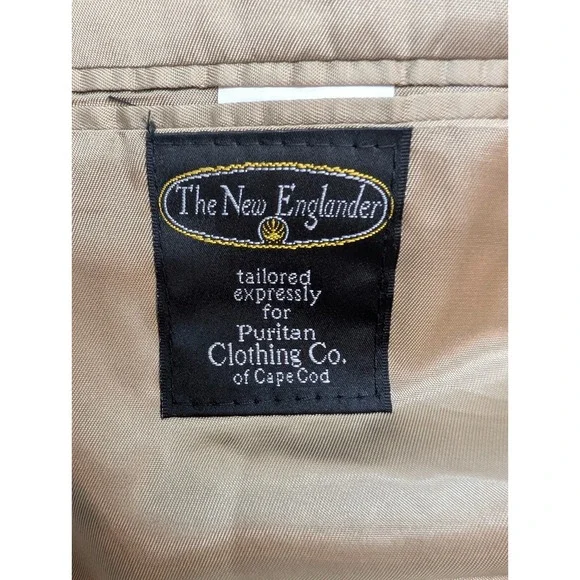 The New Englander
tailored
expressly
for
Puritan
Clothing Co.
of Cape Cod